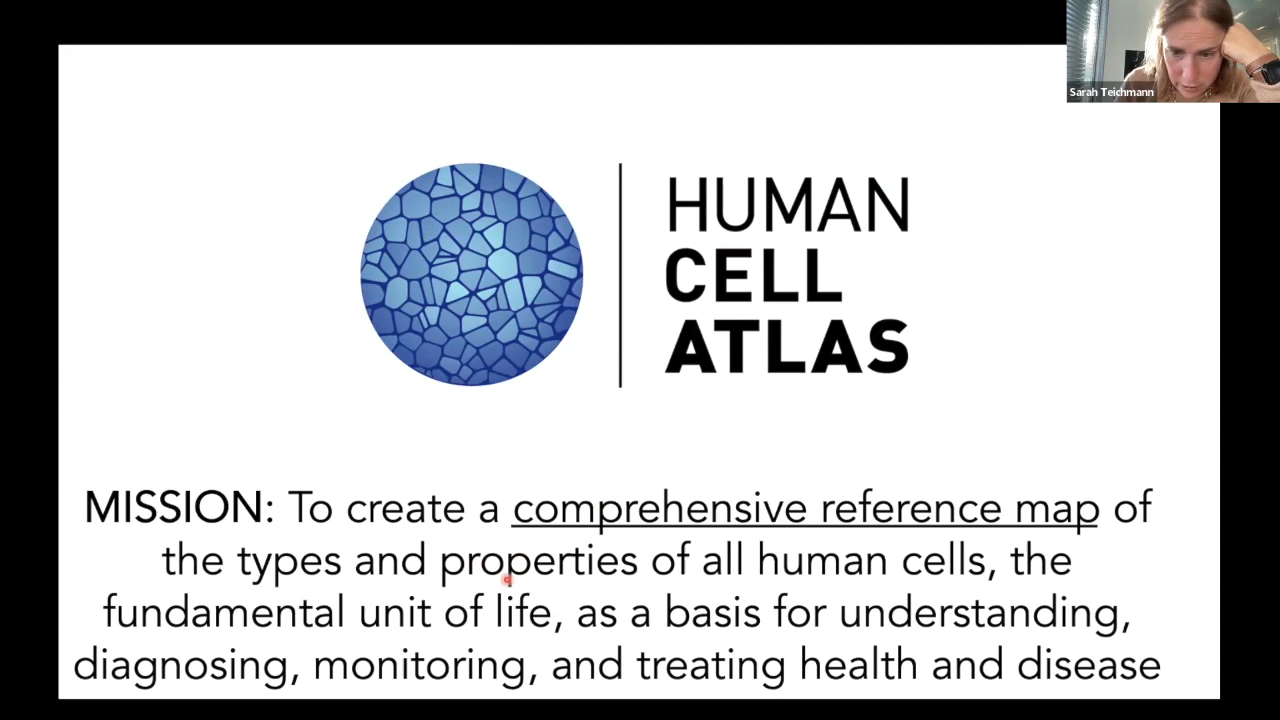 Sarah Teichmann
HUMAN
CELL
ATLAS
MISSION: To create a comprehensive reference map of
the types and properties of all human cells, the
fundamental unit of life, as a basis for understanding,
diagnosing, monitoring, and treating health and disease